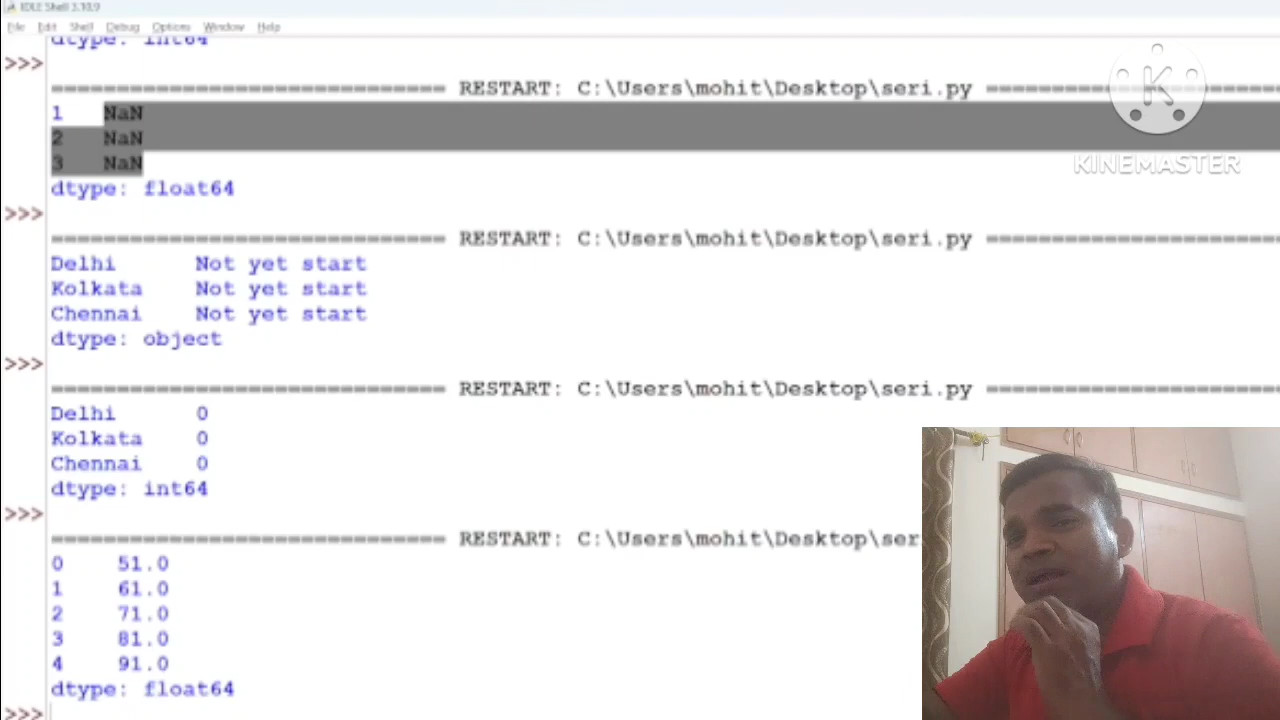 IDLE Shell 3.10.9
File Edit Shell Debug Options Window Help
dtype: int64
>>>
============================== RESTART: C:\Users\mohit\Desktop\seri.py =======================
1 NaN
2 NaN
3 NaN
dtype: float64
>>>
============================== RESTART: C:\Users\mohit\Desktop\seri.py =======================
Delhi Not yet start
Kolkata Not yet start
Chennai Not yet start
dtype: object
>>>
============================== RESTART: C:\Users\mohit\Desktop\seri.py =======================
Delhi 0
Kolkata 0
Chennai 0
dtype: int64
>>>
============================== RESTART: C:\Users\mohit\Desktop\ser
0 51.0
1 61.0
2 71.0
3 81.0
4 91.0
dtype: float64
>>>
K
KINEMASTER